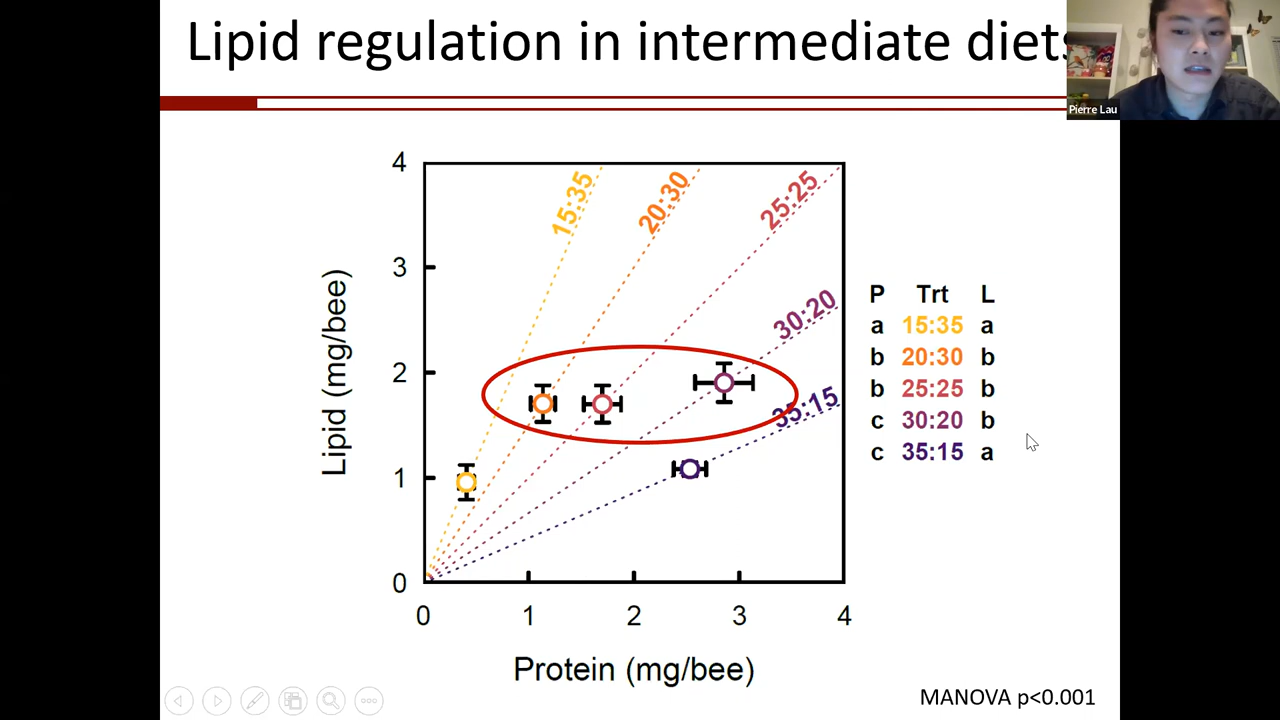 Lipid regulation in intermediate diets
Pierre Lau
4
3
2
1
0
0 1 2 3 4
Lipid (mg/bee)
Protein (mg/bee)
15:35
20:30
25:25
30:20
35:15
P Trt L
a 15:35 a
b 20:30 b
b 25:25 b
c 30:20 b
c 35:15 a
MANOVA p<0.001